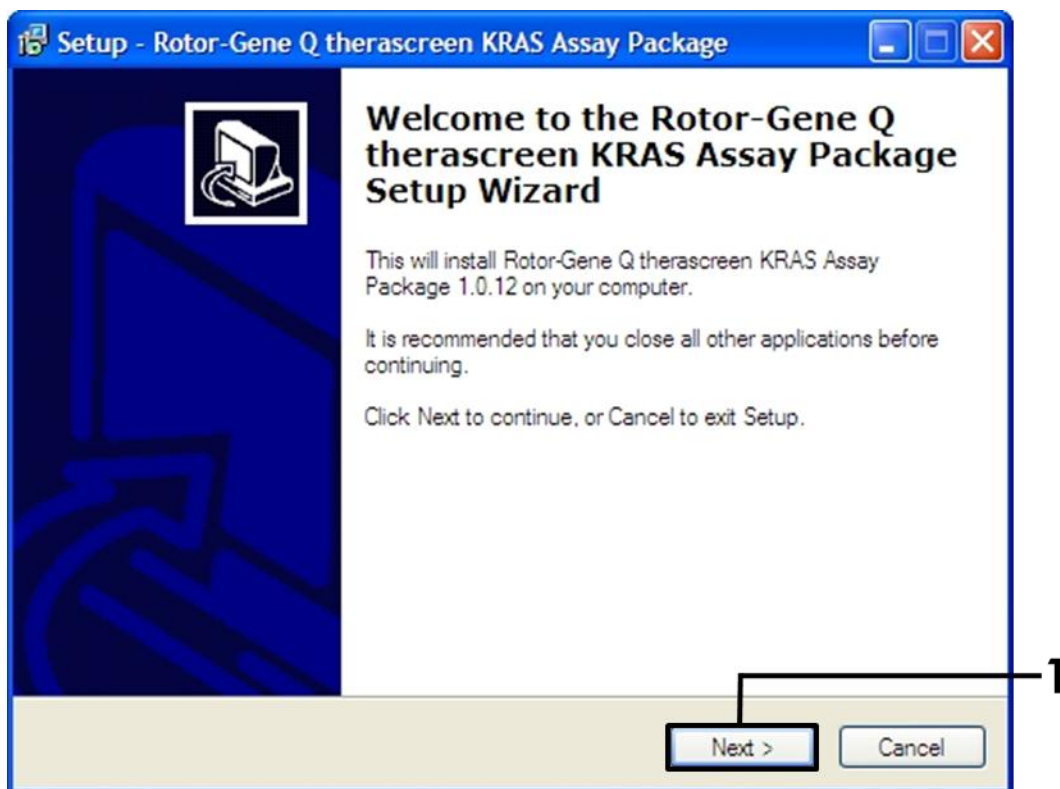 Setup - Rotor-Gene Q therascreen KRAS Assay Package
Welcome to the Rotor-Gene Q
therascreen KRAS Assay Package
Setup Wizard
This will install Rotor-Gene Q therascreen KRAS Assay
Package 1.0.12 on your computer.
It is recommended that you close all other applications before
continuing.
Click Next to continue, or Cancel to exit Setup.
1
Next >
Cancel